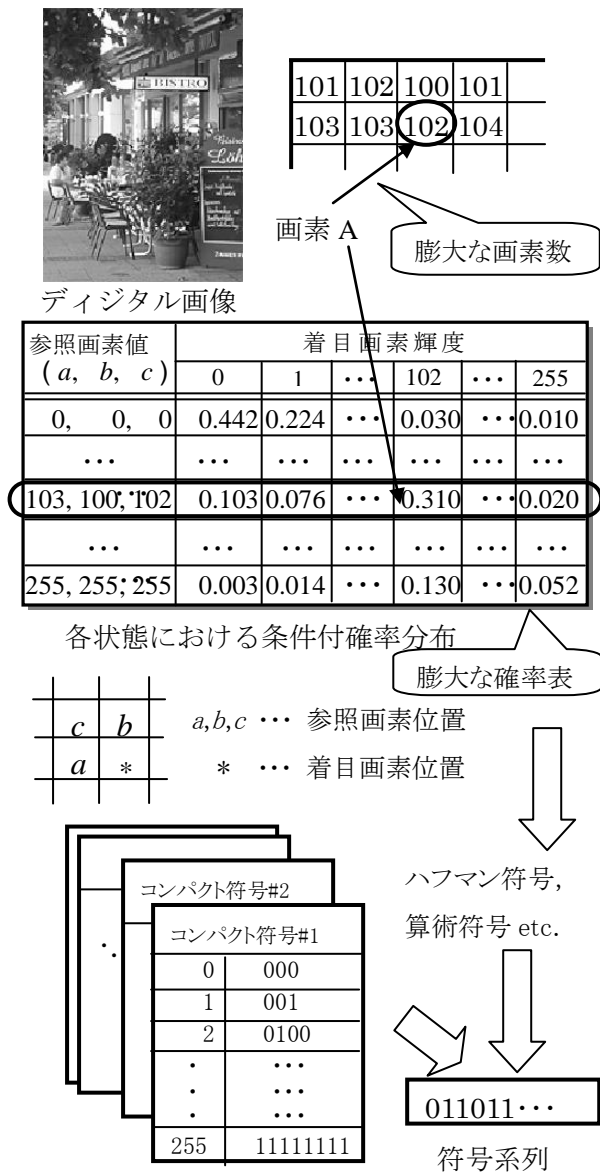 BISTRO
Löh
101 102 100 101
103 103 102 104
画素 A
膨大な画素数
ディジタル画像
参照画素値
(a, b, c)
着目画素輝度
0 1 … 102 … 255
0, 0, 0 0.442 0.224 … 0.030 … 0.010
… … … … … … …
103, 100, 102 0.103 0.076 … 0.310 … 0.020
… … … … … … …
255, 255, 255 0.003 0.014 … 0.130 … 0.052
各状態における条件付確率分布
膨大な確率表
c b
a *
a,b,c … 参照画素位置
* … 着目画素位置
ハフマン符号,
算術符号 etc.
コンパクト符号#2
コンパクト符号#1
0 000
1 001
2 0100
255 11111111
011011…
符号系列